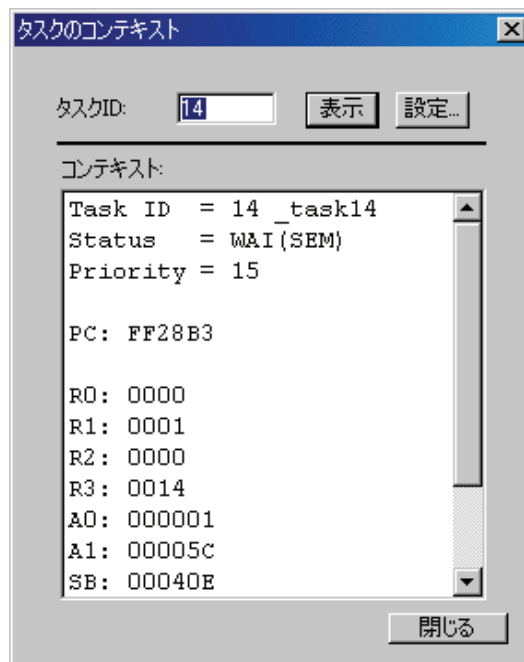 タスクのコンテキスト
タスクID: 14 表示 設定...
コンテキスト:
Task ID  = 14 _task14
Status   = WAI(SEM)
Priority = 15
PC: FF28B3
R0: 0000
R1: 0001
R2: 0000
R3: 0014
A0: 000001
A1: 00005C
SB: 00040E
閉じる